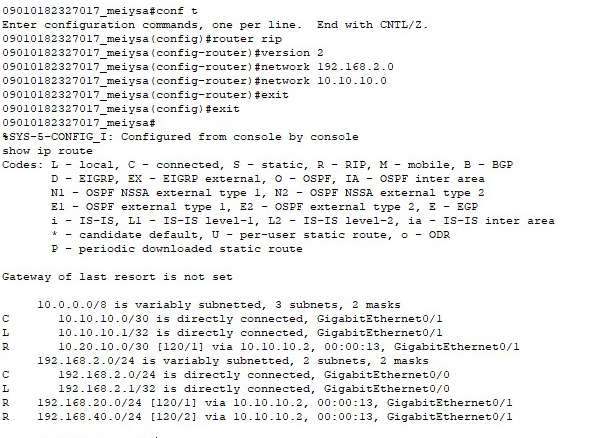 09010182327017_meiysa#conf t
Enter configuration commands, one per line.  End with CNTL/Z.
09010182327017_meiysa(config)#router rip
09010182327017_meiysa(config-router)#version 2
09010182327017_meiysa(config-router)#network 192.168.2.0
09010182327017_meiysa(config-router)#network 10.10.10.0
09010182327017_meiysa(config-router)#exit
09010182327017_meiysa(config)#exit
09010182327017_meiysa#
%SYS-5-CONFIG_I: Configured from console by console
show ip route
Codes: L - local, C - connected, S - static, R - RIP, M - mobile, B - BGP
       D - EIGRP, EX - EIGRP external, O - OSPF, IA - OSPF inter area
       N1 - OSPF NSSA external type 1, N2 - OSPF NSSA external type 2
       E1 - OSPF external type 1, E2 - OSPF external type 2, E - EGP
       i - IS-IS, L1 - IS-IS level-1, L2 - IS-IS level-2, ia - IS-IS inter area
       * - candidate default, U - per-user static route, o - ODR
       P - periodic downloaded static route
Gateway of last resort is not set
     10.0.0.0/8 is variably subnetted, 3 subnets, 2 masks
C       10.10.10.0/30 is directly connected, GigabitEthernet0/1
L       10.10.10.1/32 is directly connected, GigabitEthernet0/1
R       10.20.10.0/30 [120/1] via 10.10.10.2, 00:00:13, GigabitEthernet0/1
     192.168.2.0/24 is variably subnetted, 2 subnets, 2 masks
C       192.168.2.0/24 is directly connected, GigabitEthernet0/0
L       192.168.2.1/32 is directly connected, GigabitEthernet0/0
R    192.168.20.0/24 [120/1] via 10.10.10.2, 00:00:13, GigabitEthernet0/1
R    192.168.40.0/24 [120/2] via 10.10.10.2, 00:00:13, GigabitEthernet0/1